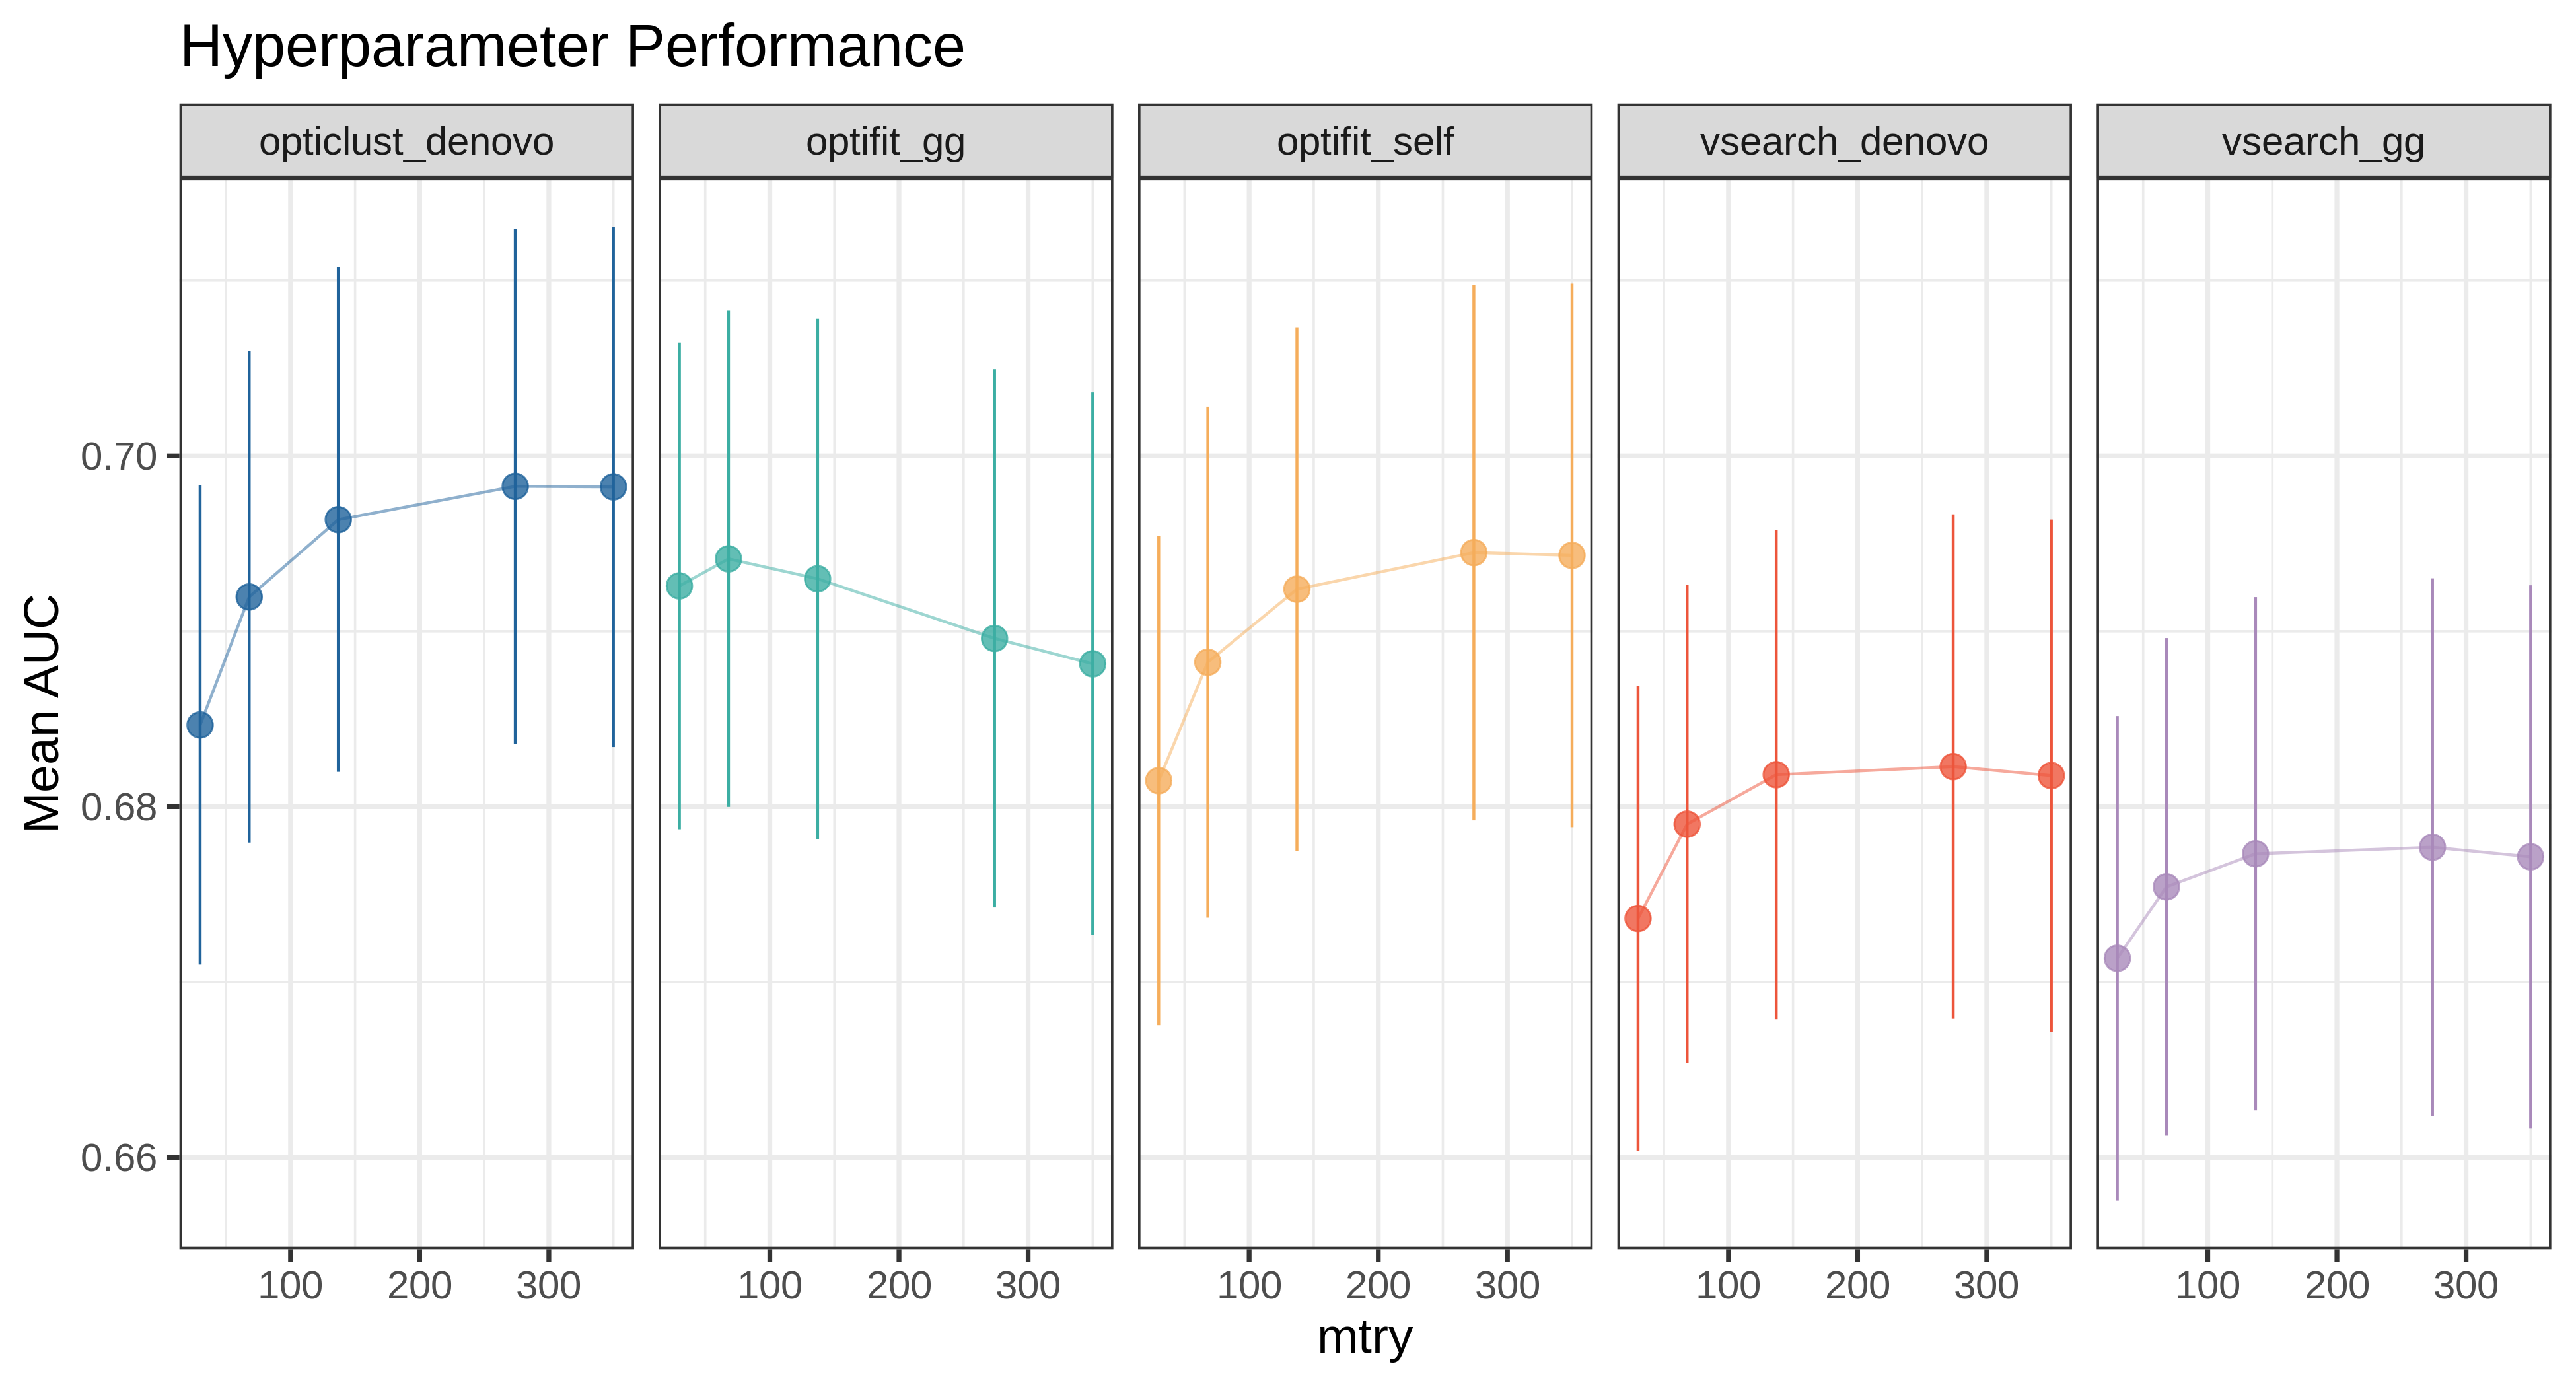 Hyperparameter Performance
opticlust_denovo optifit_gg optifit_self vsearch_denovo vsearch_gg
0.70
0.68
0.66
Mean AUC
100 200 300 100 200 300 100 200 300 100 200 300 100 200 300
mtry